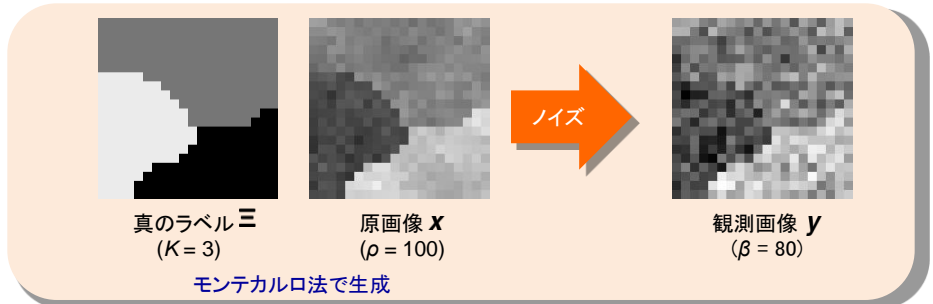 ノイズ
真のラベル Ξ
(K = 3)
原画像 x
(ρ = 100)
観測画像 y
(β = 80)
モンテカルロ法で生成